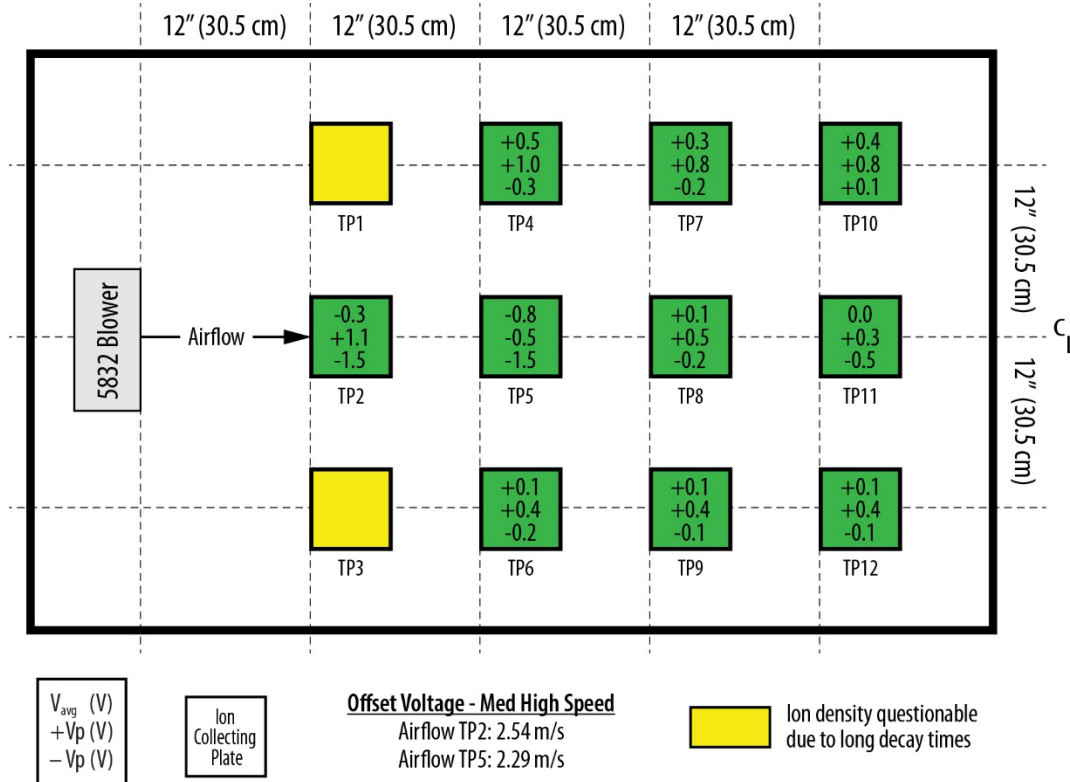 12” (30.5 cm) 12” (30.5 cm) 12” (30.5 cm) 12” (30.5 cm)
+0.5 +0.3 +0.4
+1.0 +0.8 +0.8
-0.3 -0.2 +0.1
TP1 TP4 TP7 TP10
12” (30.5 cm)
5832 Blower
Airflow
-0.3 -0.8 +0.1 0.0
+1.1 -0.5 +0.5 +0.3
-1.5 -1.5 -0.2 -0.5
TP2 TP5 TP8 TP11
CL
12” (30.5 cm)
+0.1 +0.1 +0.1
+0.4 +0.4 +0.4
-0.2 -0.1 -0.1
TP3 TP6 TP9 TP12
Vavg (V)
+Vp (V)
– Vp (V)
Ion
Collecting
Plate
Offset Voltage - Med High Speed
Airflow TP2: 2.54 m/s
Airflow TP5: 2.29 m/s
Ion density questionable
due to long decay times